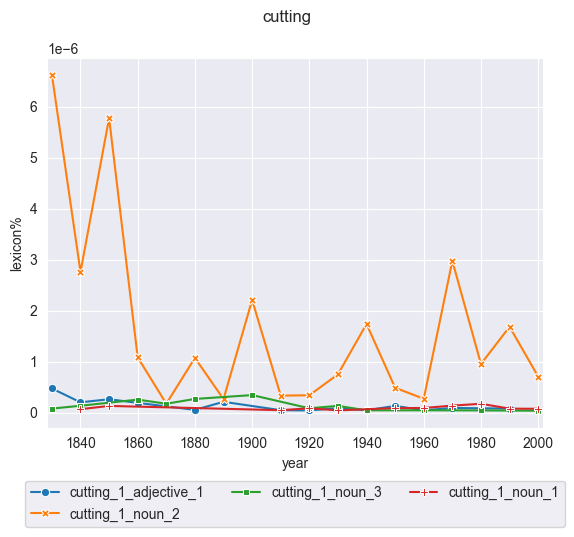 cutting
1e−6
6
5
4
3
2
1
0
lexicon%
1840 1860 1880 1900 1920 1940 1960 1980 2000
year
cutting_1_adjective_1 cutting_1_noun_3 cutting_1_noun_1
cutting_1_noun_2